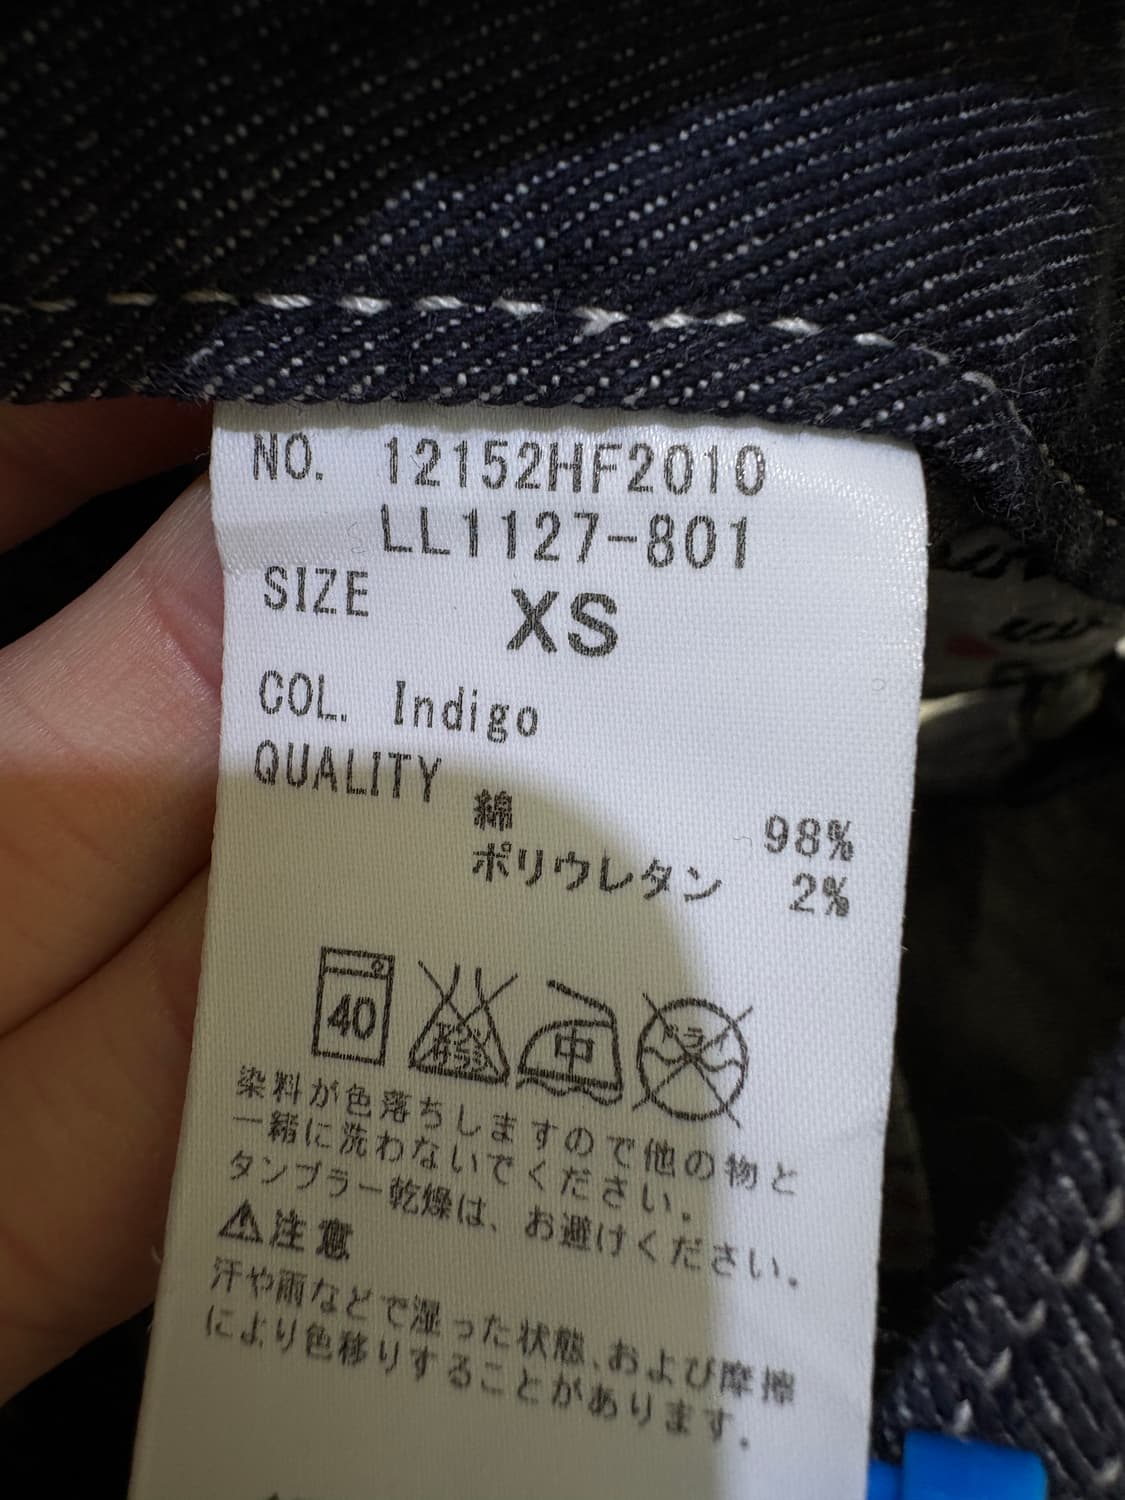 NO. 12152HF2010
LL1127-801
SIZE XS
COL. Indigo
QUALITY
綿 98%
ポリウレタン 2%
40 中
染料が色落ちしますので他の物と
一緒に洗わないでください。
タンブラー乾燥は、お避けください。
⚠注意
汗や雨などで湿った状態、および摩擦
により色移りすることがあります。